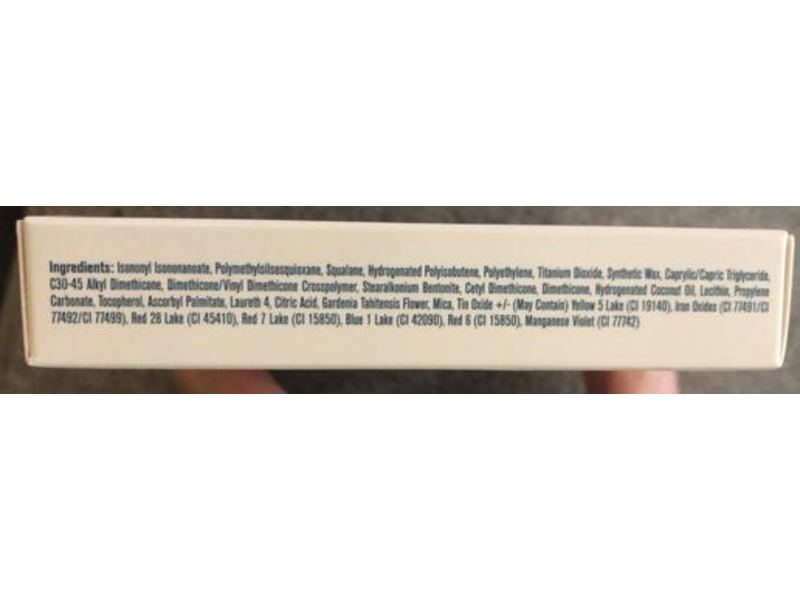 Ingredients: Isononyl Isononanoate, Polymethylsilsesquioxane, Squalane, Hydrogenated Polyisobutene, Polyethylene, Titanium Dioxide, Synthetic Wax, Caprylic/Capric Triglyceride,
C30-45 Alkyl Dimethicone, Dimethicone/Vinyl Dimethicone Crosspolymer, Stearalkonium Bentonite, Cetyl Dimethicone, Dimethicone, Hydrogenated Coconut Oil, Lecithin, Propylene
Carbonate, Tocopherol, Ascorbyl Palmitate, Laureth 4, Citric Acid, Gardenia Tahitensis Flower, Mica, Tin Oxide +/- (May Contain) Yellow 5 Lake (CI 19140), Iron Oxides (CI 77491/CI
77492/CI 77499), Red 28 Lake (CI 45410), Red 7 Lake (CI 15850), Blue 1 Lake (CI 42090), Red 6 (CI 15850), Manganese Violet (CI 77742)